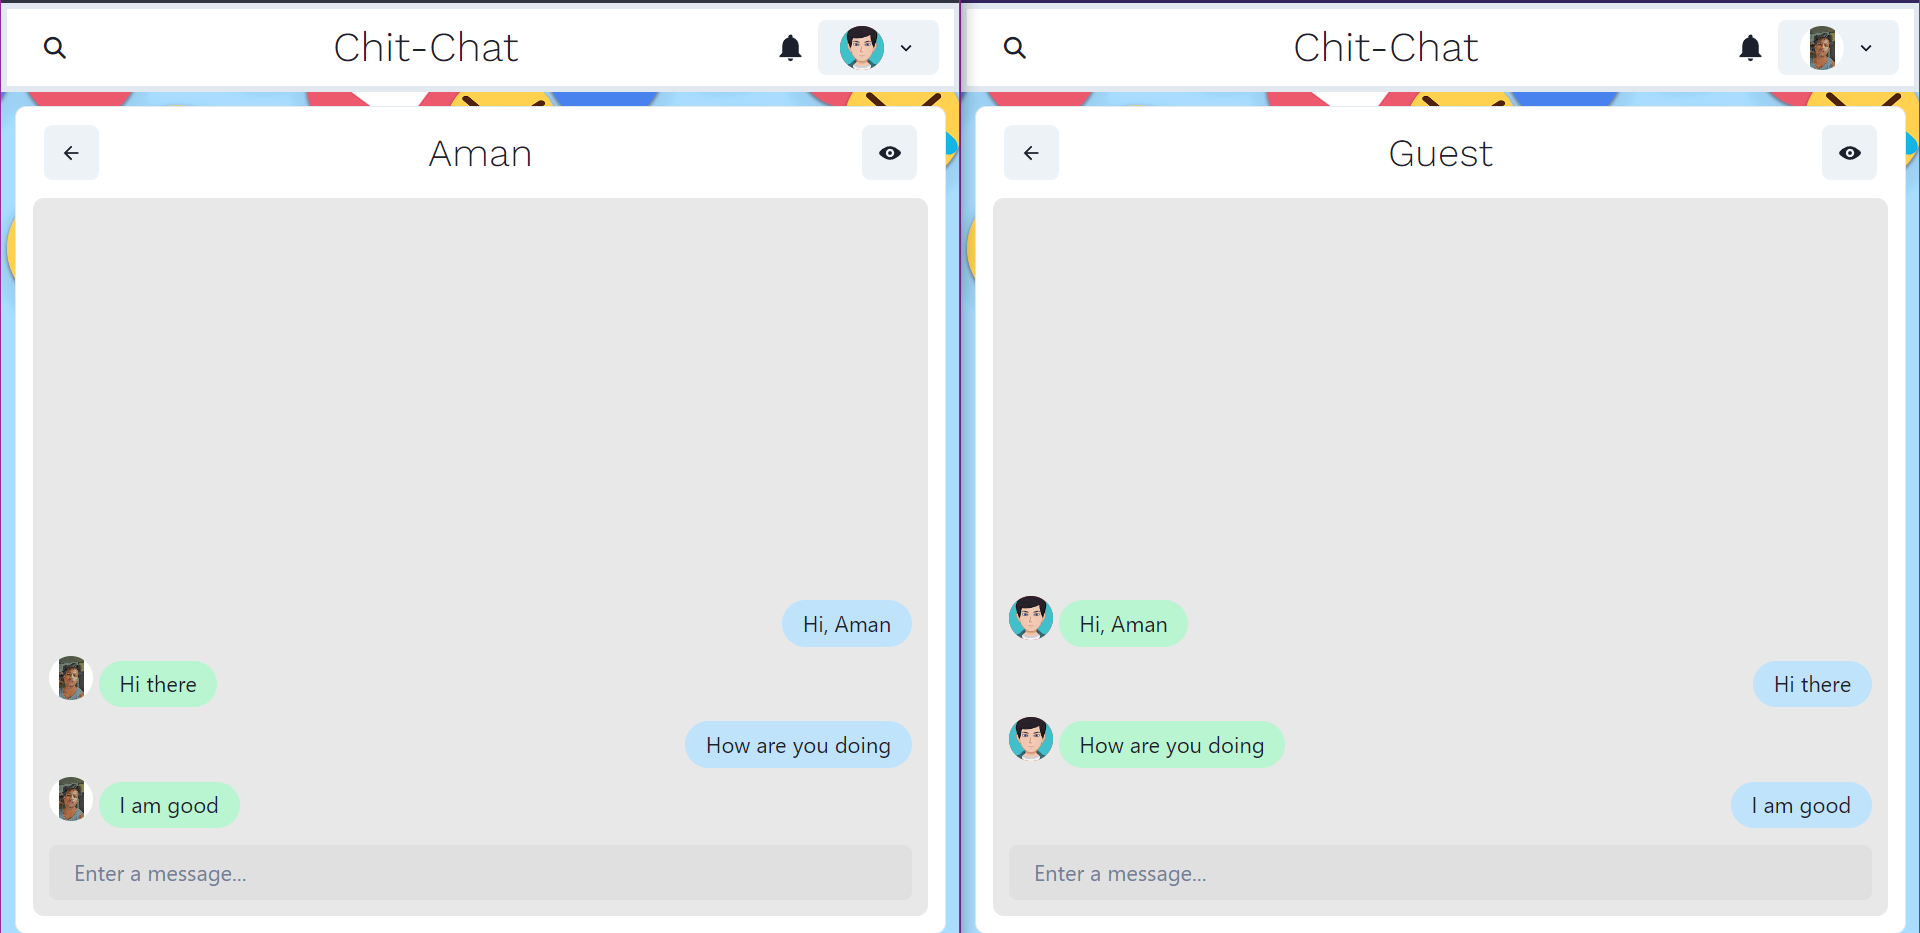 Chit-Chat
Aman
Hi, Aman
Hi there
How are you doing
I am good
Enter a message...
Chit-Chat
Guest
Hi, Aman
Hi there
How are you doing
I am good
Enter a message...